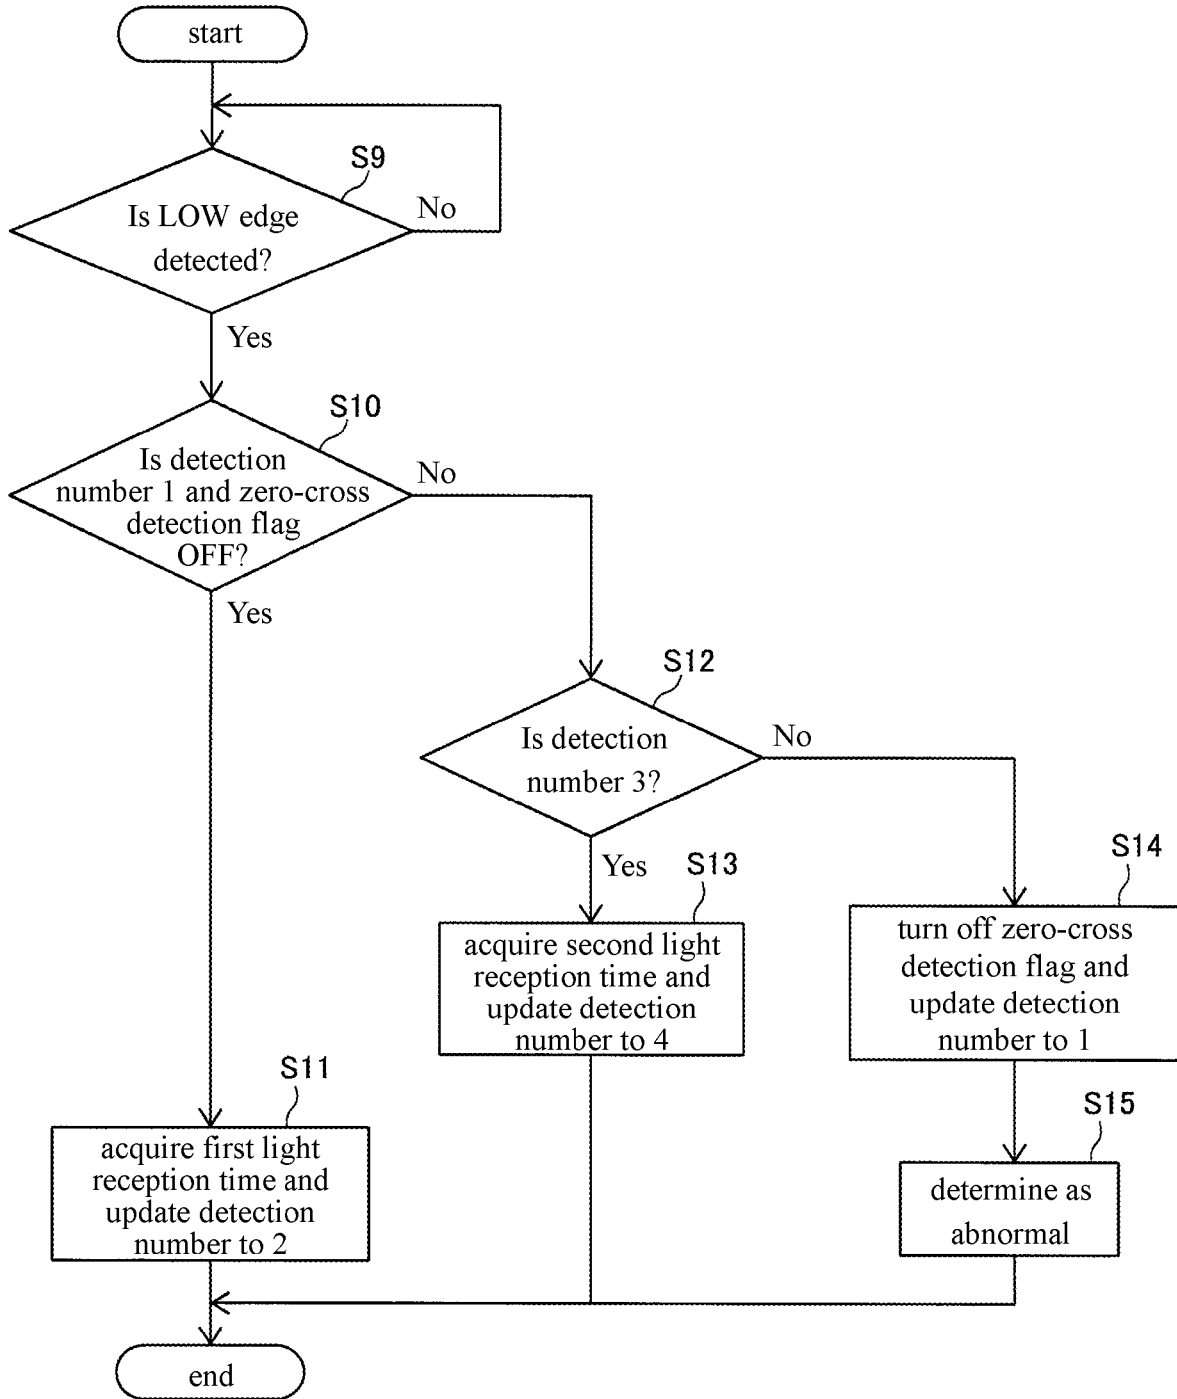 start
S9
Is LOW edge
detected?
No
Yes
S10
Is detection
number 1 and zero-cross
detection flag
OFF?
No
Yes
S12
Is detection
number 3?
No
Yes
S13
acquire second light
reception time and
update detection
number to 4
S14
turn off zero-cross
detection flag and
update detection
number to 1
S11
acquire first light
reception time and
update detection
number to 2
S15
determine as
abnormal
end